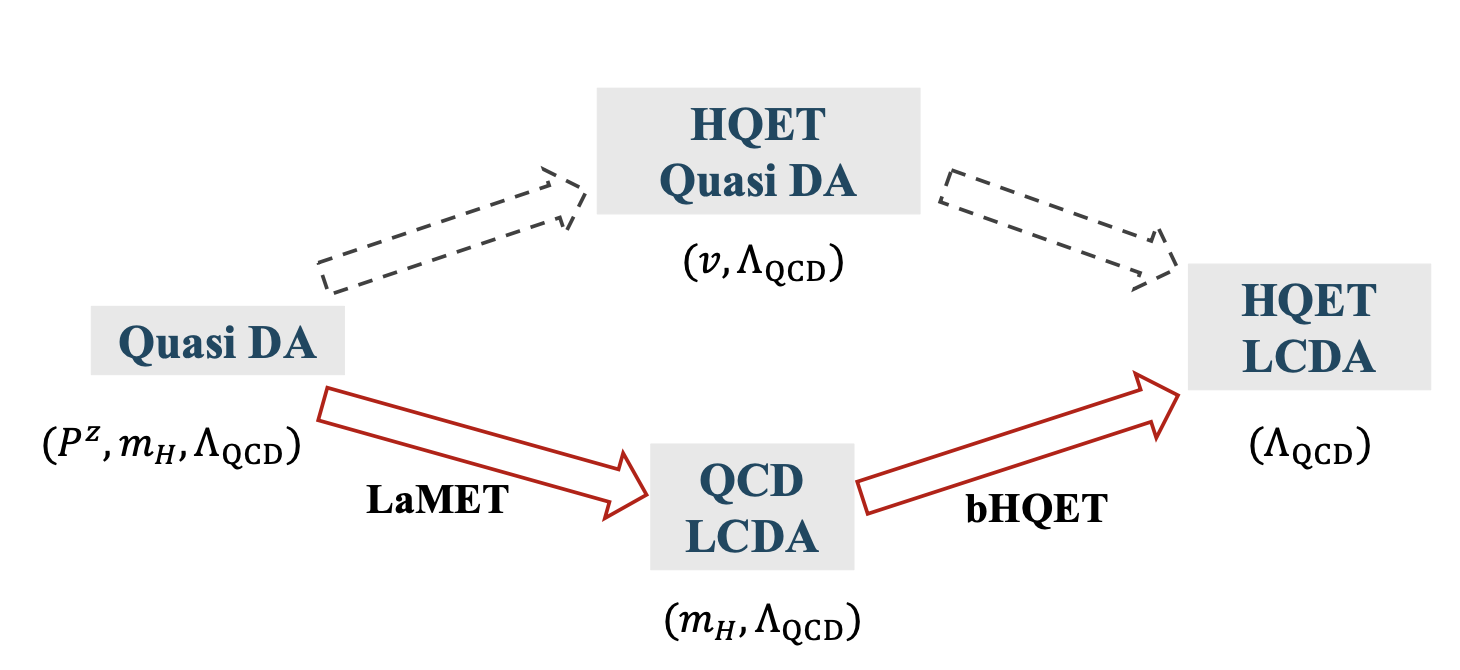 HQET
Quasi DA
(v, Λ_QCD)
Quasi DA
(P^z, m_H, Λ_QCD)
LaMET
QCD
LCDA
(m_H, Λ_QCD)
bHQET
HQET
LCDA
(Λ_QCD)